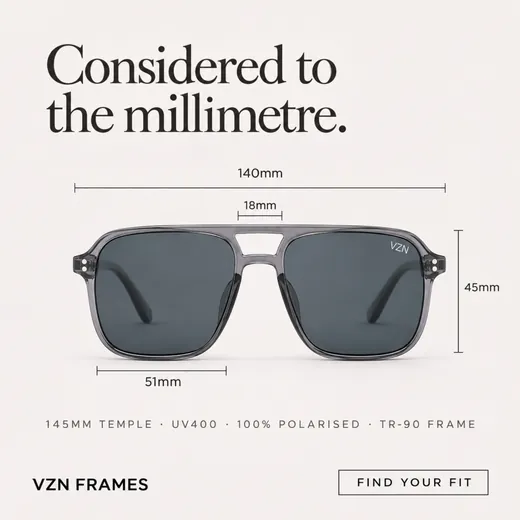 Considered to
the millimetre.
140mm
18mm
VZN
45mm
51mm
145MM TEMPLE · UV400 · 100% POLARISED · TR-90 FRAME
VZN FRAMES
FIND YOUR FIT